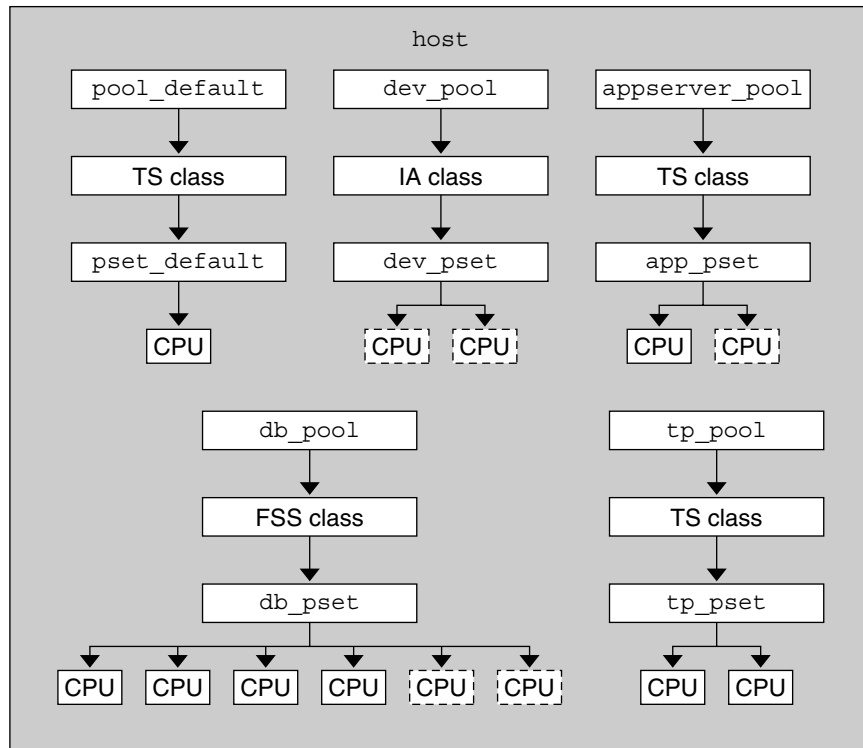 host
pool_default dev_pool appserver_pool
TS class IA class TS class
pset_default dev_pset app_pset
CPU CPU CPU CPU CPU
db_pool tp_pool
FSS class TS class
db_pset tp_pset
CPU CPU CPU CPU CPU CPU CPU CPU